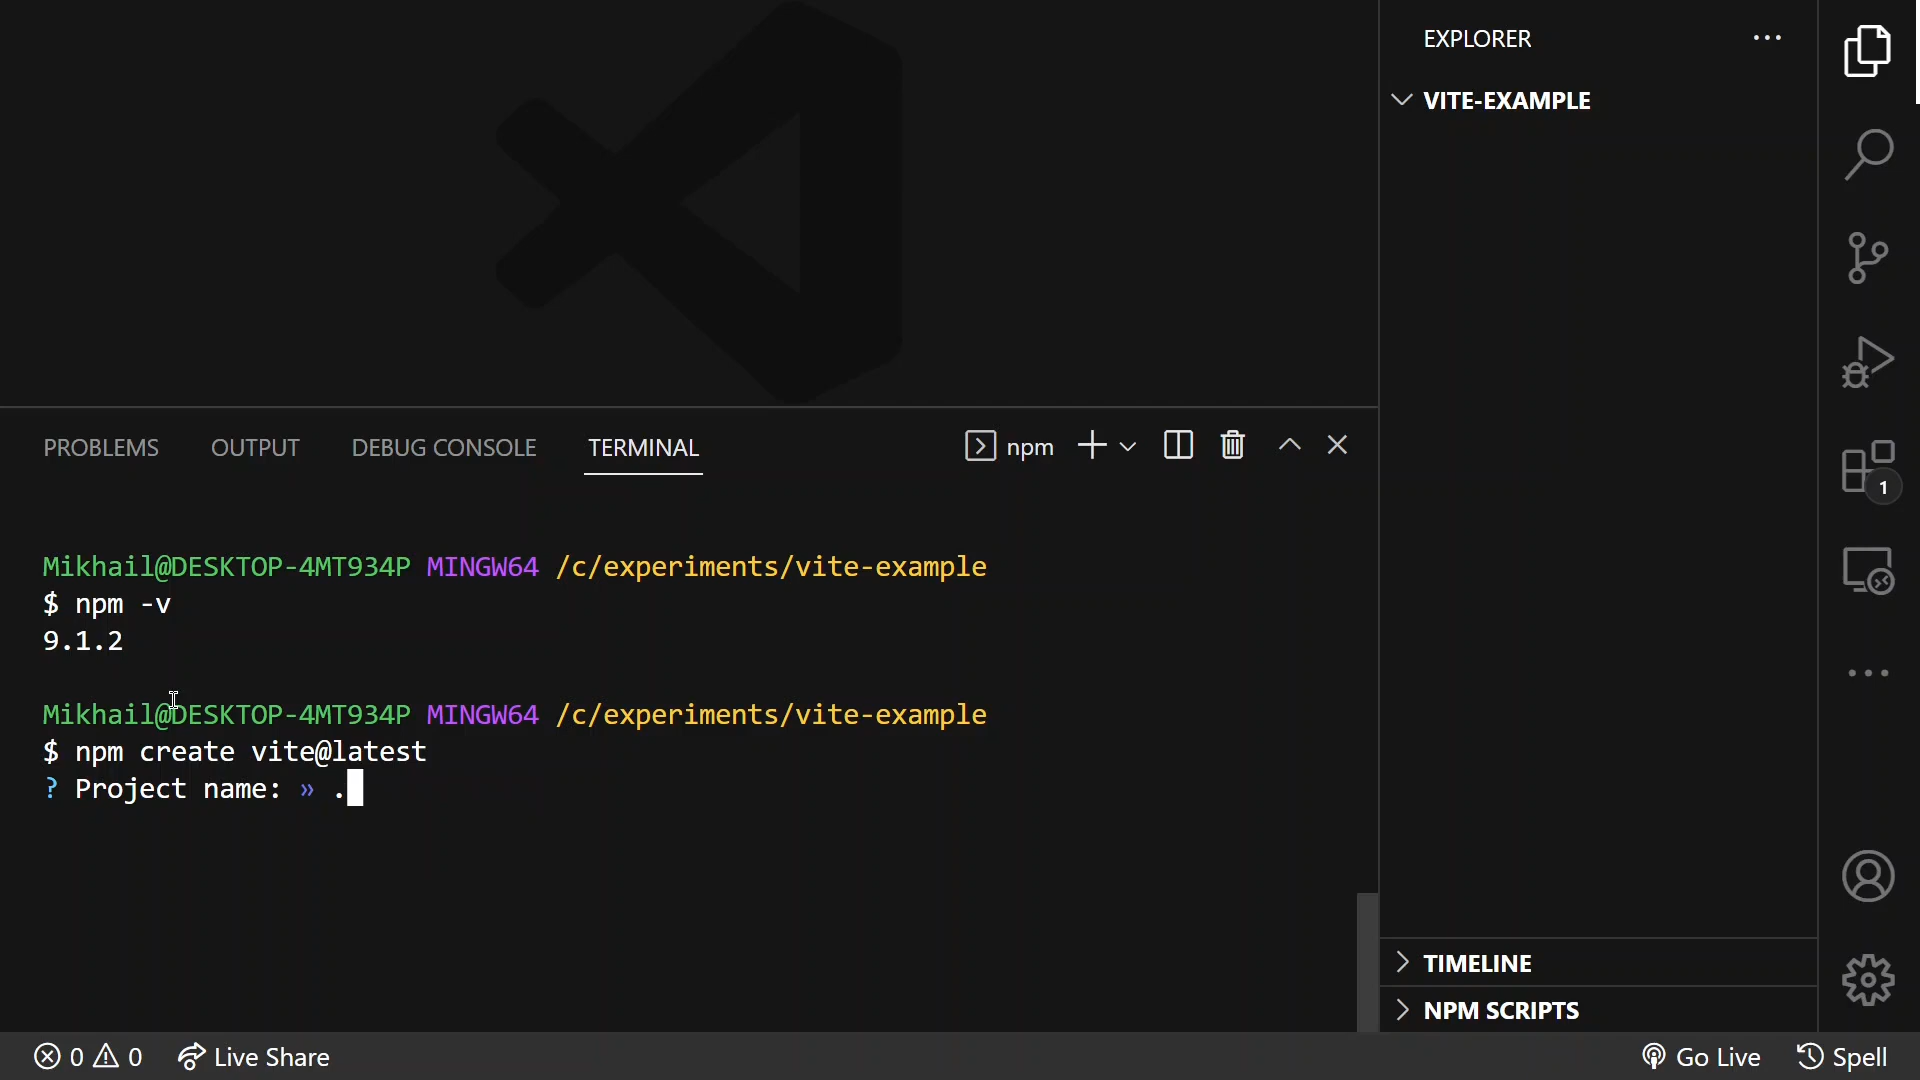 EXPLORER
VITE-EXAMPLE
1
PROBLEMS OUTPUT DEBUG CONSOLE TERMINAL npm
Mikhail@DESKTOP-4MT934P MINGW64 /c/experiments/vite-example
$ npm -v
9.1.2
Mikhail@DESKTOP-4MT934P MINGW64 /c/experiments/vite-example
$ npm create vite@latest
? Project name: » .
TIMELINE
NPM SCRIPTS
0 0 Live Share Go Live Spell